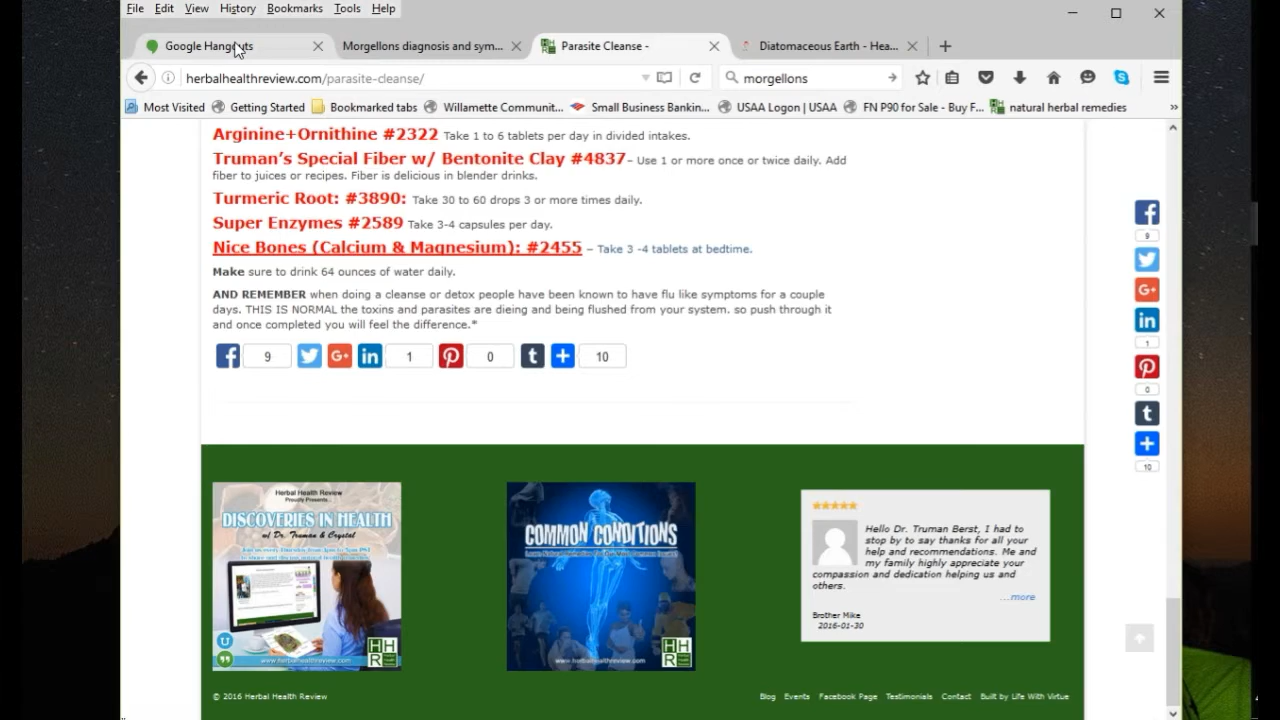 File Edit View History Bookmarks Tools Help
Google Hangouts
Morgellons diagnosis and sym...
Parasite Cleanse -
Diatomaceous Earth - Hea...
herbalhealthreview.com/parasite-cleanse/
morgellons
Most Visited Getting Started Bookmarked tabs Willamette Communit... Small Business Bankin... USAA Logon | USAA FN P90 for Sale - Buy F... natural herbal remedies
Arginine+Ornithine #2322 Take 1 to 6 tablets per day in divided intakes.
Truman's Special Fiber w/ Bentonite Clay #4837– Use 1 or more once or twice daily. Add
fiber to juices or recipes. Fiber is delicious in blender drinks.
Turmeric Root: #3890: Take 30 to 60 drops 3 or more times daily.
Super Enzymes #2589 Take 3-4 capsules per day.
Nice Bones (Calcium & Magnesium): #2455 – Take 3 -4 tablets at bedtime.
Make sure to drink 64 ounces of water daily.
AND REMEMBER when doing a cleanse or detox people have been known to have flu like symptoms for a couple
days. THIS IS NORMAL the toxins and parasites are dieing and being flushed from your system. so push through it
and once completed you will feel the difference.*
9 G+ in 1 0 t 10
9
G+
in
1
0
t
10
Herbal Health Review
Proudly Presents...
DISCOVERIES IN HEALTH
w/ Dr. Truman & Crystal
www.herbalhealthreview.com
HHR
COMMON CONDITIONS
www.herbalhealthreview.com
HHR
Hello Dr. Truman Berst, I had to
stop by to say thanks for all your
help and recommendations. Me and
my family highly appreciate your
compassion and dedication helping us and
others.
...more
Brother Mike
2016-01-30
© 2016 Herbal Health Review
Blog Events Facebook Page Testimonials Contact Built by Life With Virtue